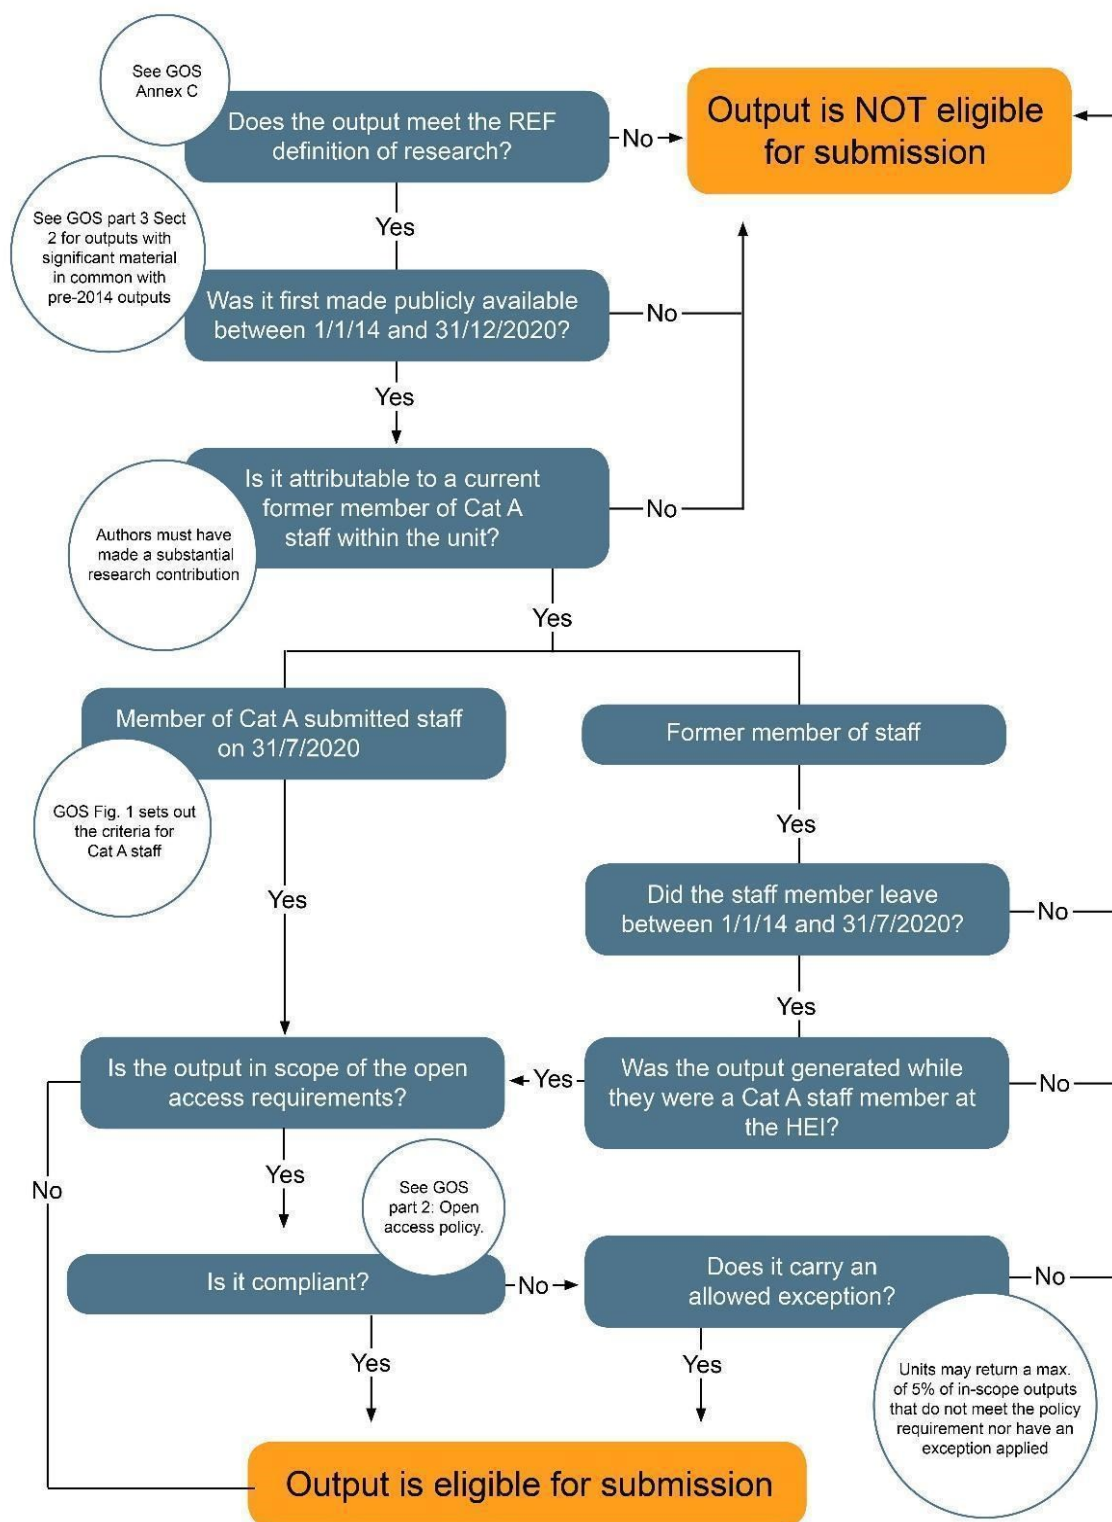 See GOS
Annex C
Does the output meet the REF
definition of research?
No
Output is NOT eligible
for submission
Yes
See GOS part 3 Sect
2 for outputs with
significant material
in common with
pre-2014 outputs
Was it first made publicly available
between 1/1/14 and 31/12/2020?
No
Yes
Is it attributable to a current
former member of Cat A
staff within the unit?
No
Authors must have
made a substantial
research contribution
Yes
Member of Cat A submitted staff
on 31/7/2020
Former member of staff
GOS Fig. 1 sets out
the criteria for
Cat A staff
Yes
Yes
Did the staff member leave
between 1/1/14 and 31/7/2020?
No
Yes
Is the output in scope of the open
access requirements?
Yes
Was the output generated while
they were a Cat A staff member at
the HEI?
No
No
Yes
See GOS
part 2: Open
access policy.
Is it compliant?
No
Does it carry an
allowed exception?
No
Yes
Yes
Units may return a max.
of 5% of in-scope outputs
that do not meet the policy
requirement nor have an
exception applied
Output is eligible for submission